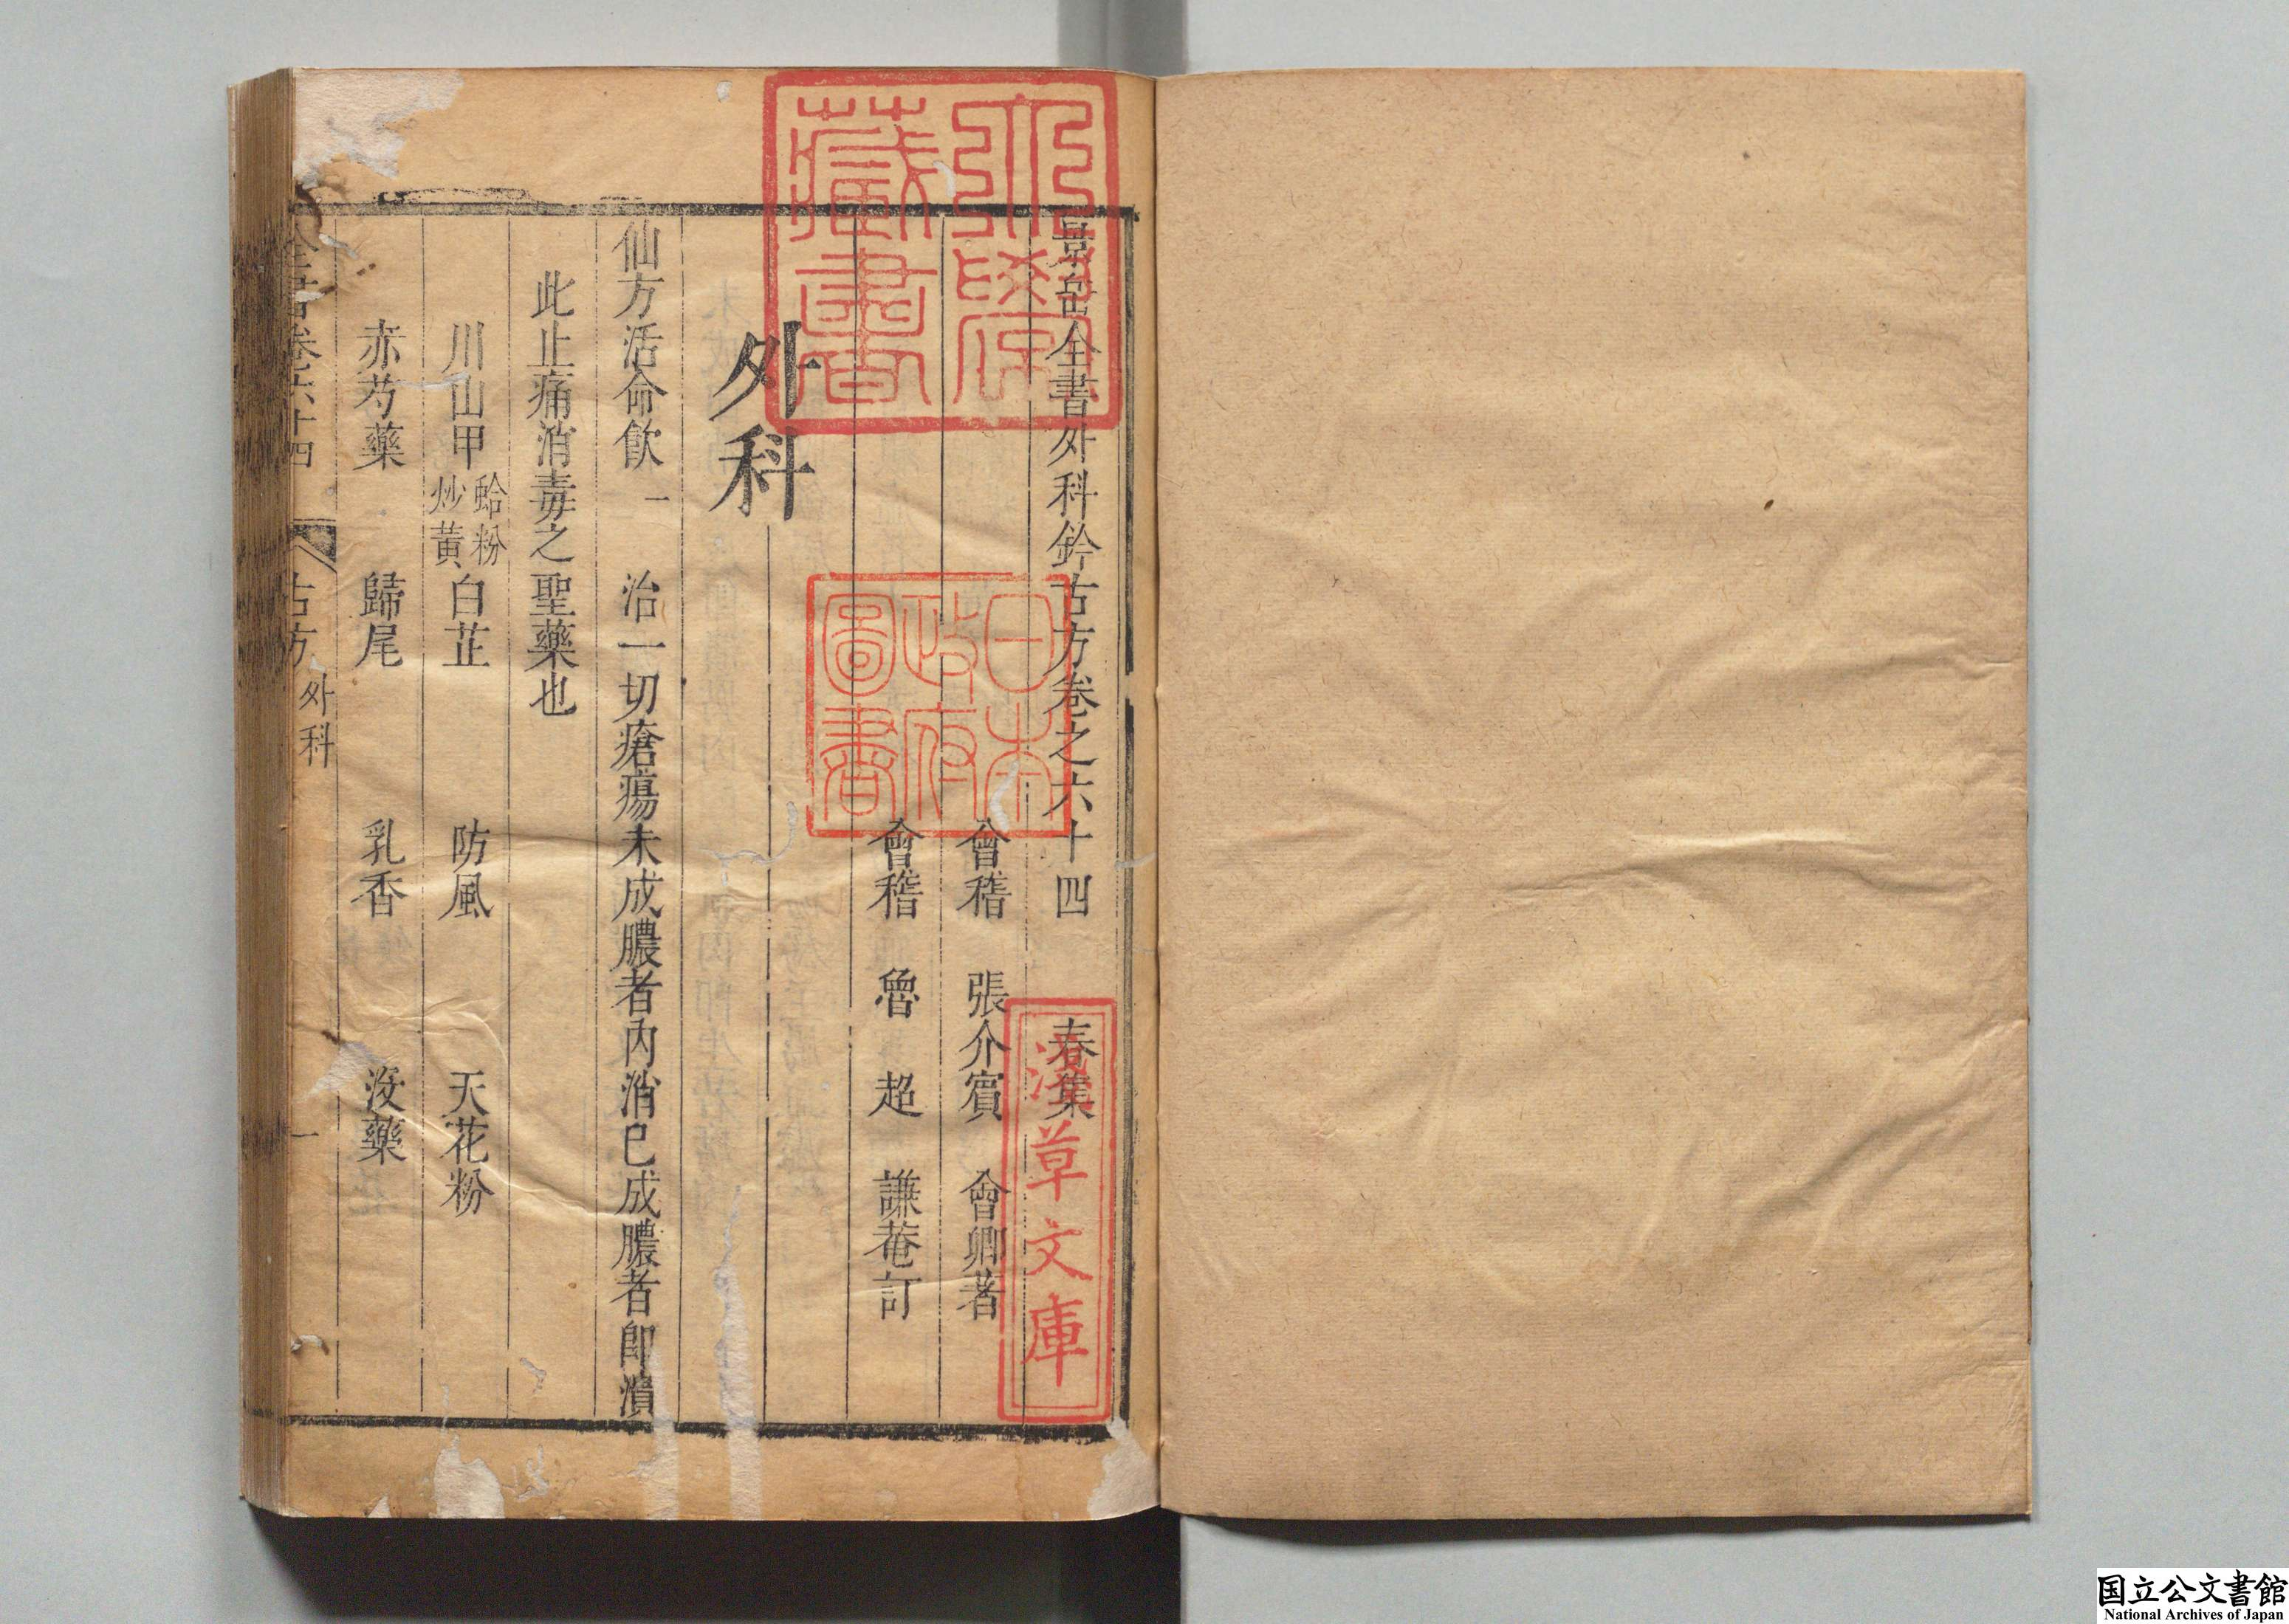 景岳全書外科鈐古方卷之六十四 春集
會稽 張介賓 會卿著
會稽 魯 超 謙菴訂
外科
仙方活命飲一 治一切瘡瘍未成膿者內消已成膿者卽潰
此止痛消毒之聖藥也
川山甲 蛤粉炒黃 白芷 防風 天花粉
赤芍藥 歸尾 乳香 沒藥
全書卷六十四 古方 外科 一
日本政府圖書
淺草文庫
藏書
国立公文書館
National Archives of Japan